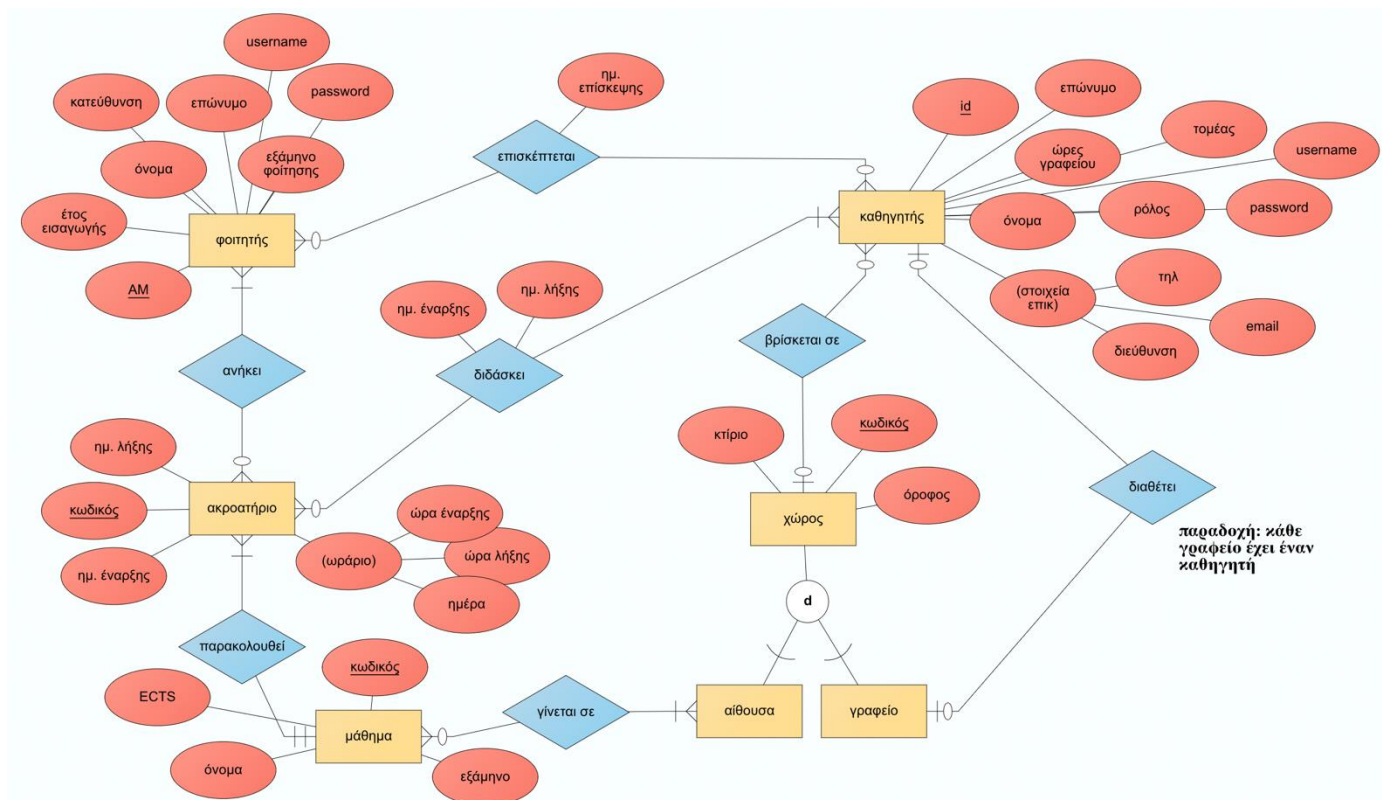 username
ημ.
επίσκεψης
κατεύθυνση
επώνυμο
password
id
επώνυμο
τομέας
όνομα
εξάμηνο
φοίτησης
επισκέπτεται
ώρες
γραφείου
username
έτος
εισαγωγής
φοιτητής
καθηγητής
όνομα
ρόλος
password
ΑΜ
(στοιχεία
επικ)
τηλ
email
διεύθυνση
ημ. έναρξης
ημ. λήξης
ανήκει
διδάσκει
βρίσκεται σε
ημ. λήξης
κτίριο
κωδικός
κωδικός
ακροατήριο
ώρα έναρξης
χώρος
όροφος
διαθέτει
παραδοχή: κάθε
γραφείο έχει έναν
καθηγητή
ημ. έναρξης
(ωράριο)
ώρα λήξης
ημέρα
d
παρακολουθεί
κωδικός
ECTS
μάθημα
γίνεται σε
αίθουσα
γραφείο
όνομα
εξάμηνο